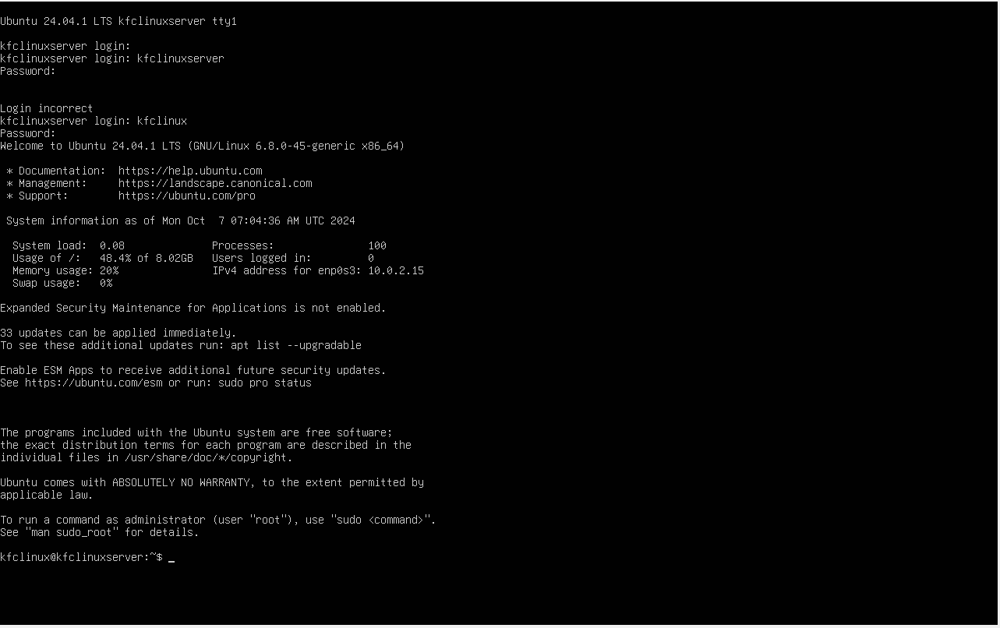 Ubuntu 24.04.1 LTS kfclinuxserver tty1
kfclinuxserver login:
kfclinuxserver login: kfclinuxserver
Password:
Login incorrect
kfclinuxserver login: kfclinux
Password:
Welcome to Ubuntu 24.04.1 LTS (GNU/Linux 6.8.0-45-generic x86_64)
* Documentation:  https://help.ubuntu.com
* Management:     https://landscape.canonical.com
* Support:        https://ubuntu.com/pro
System information as of Mon Oct  7 07:04:36 AM UTC 2024
System load:  0.08              Processes:               100
Usage of /:   48.4% of 8.02GB   Users logged in:         0
Memory usage: 20%               IPv4 address for enp0s3: 10.0.2.15
Swap usage:   0%
Expanded Security Maintenance for Applications is not enabled.
33 updates can be applied immediately.
To see these additional updates run: apt list --upgradable
Enable ESM Apps to receive additional future security updates.
See https://ubuntu.com/esm or run: sudo pro status
The programs included with the Ubuntu system are free software;
the exact distribution terms for each program are described in the
individual files in /usr/share/doc/*/copyright.
Ubuntu comes with ABSOLUTELY NO WARRANTY, to the extent permitted by
applicable law.
To run a command as administrator (user "root"), use "sudo <command>".
See "man sudo_root" for details.
kfclinux@kfclinuxserver:~$ _